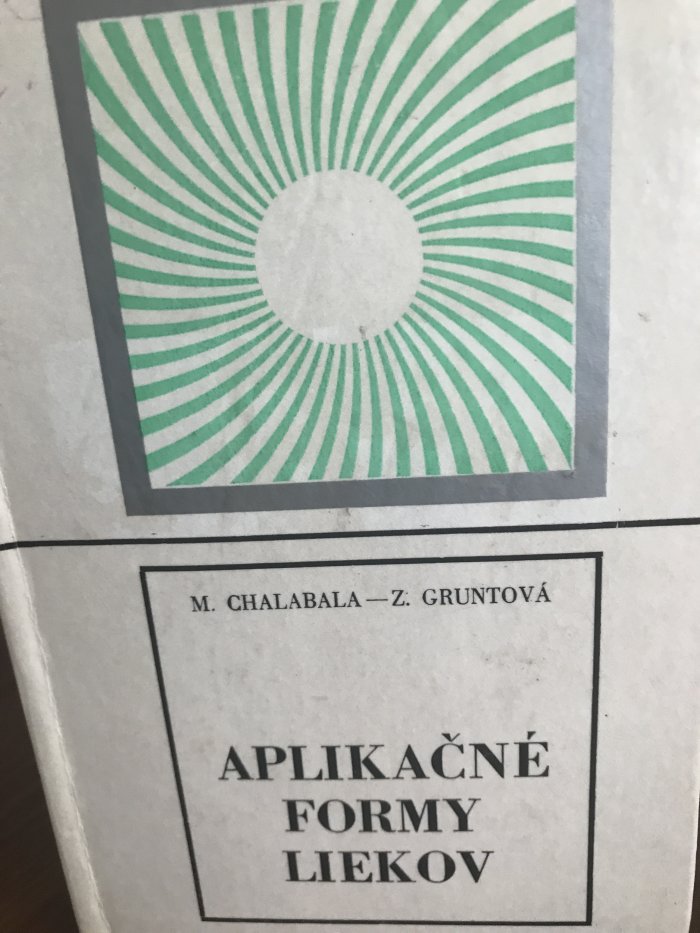 M. CHALABALA—Z. GRUNTOVÁ
APLIKAČNÉ
FORMY
LIEKOV